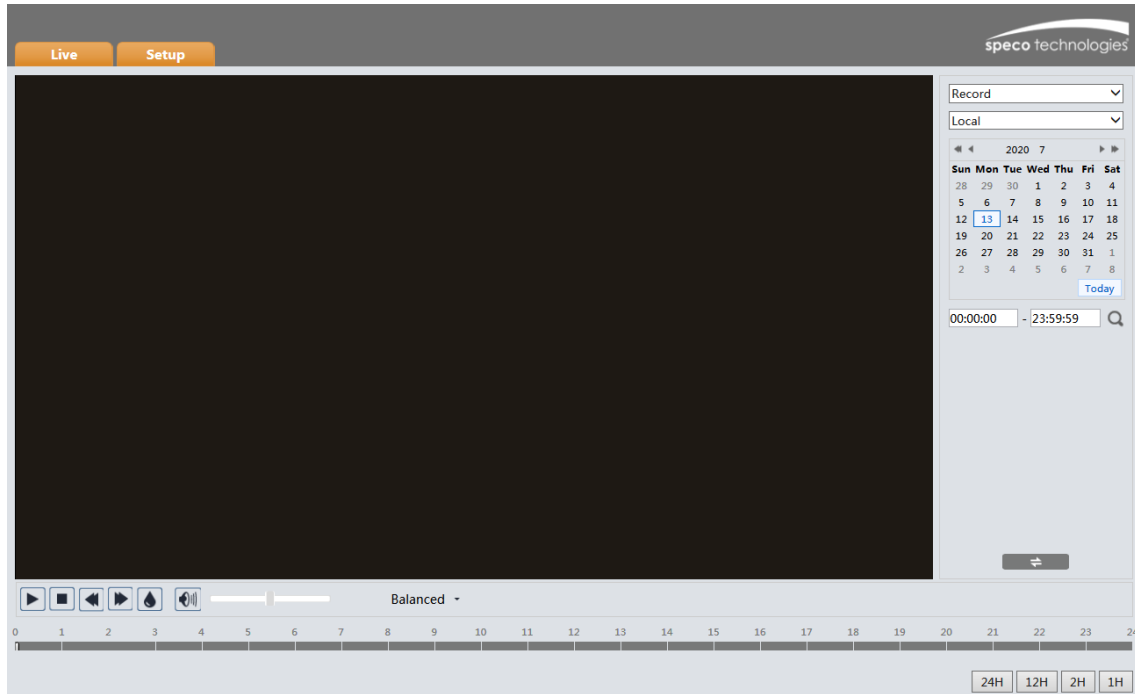 speco technologies
Live Setup
Record
Local
2020 7
Sun Mon Tue Wed Thu Fri Sat
28 29 30 1 2 3 4
5 6 7 8 9 10 11
12 13 14 15 16 17 18
19 20 21 22 23 24 25
26 27 28 29 30 31 1
2 3 4 5 6 7 8
Today
00:00:00 - 23:59:59
Balanced
0 1 2 3 4 5 6 7 8 9 10 11 12 13 14 15 16 17 18 19 20 21 22 23 24
24H 12H 2H 1H